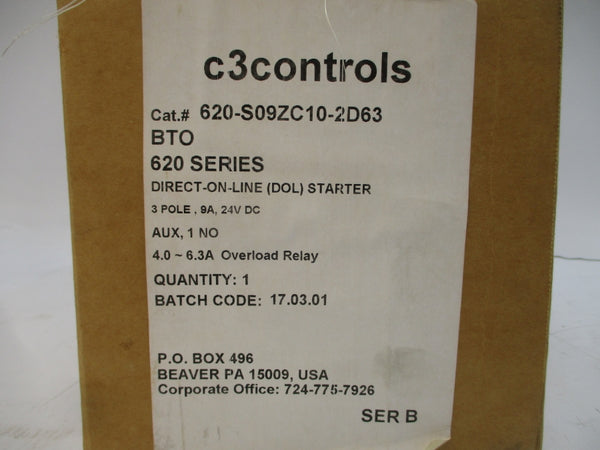 c3controls
Cat.# 620-S09ZC10-2D63
BTO
620 SERIES
DIRECT-ON-LINE (DOL) STARTER
3 POLE , 9A, 24V DC
AUX, 1 NO
4.0 ~ 6.3A Overload Relay
QUANTITY: 1
BATCH CODE: 17.03.01
P.O. BOX 496
BEAVER PA 15009, USA
Corporate Office: 724-775-7926
SER B